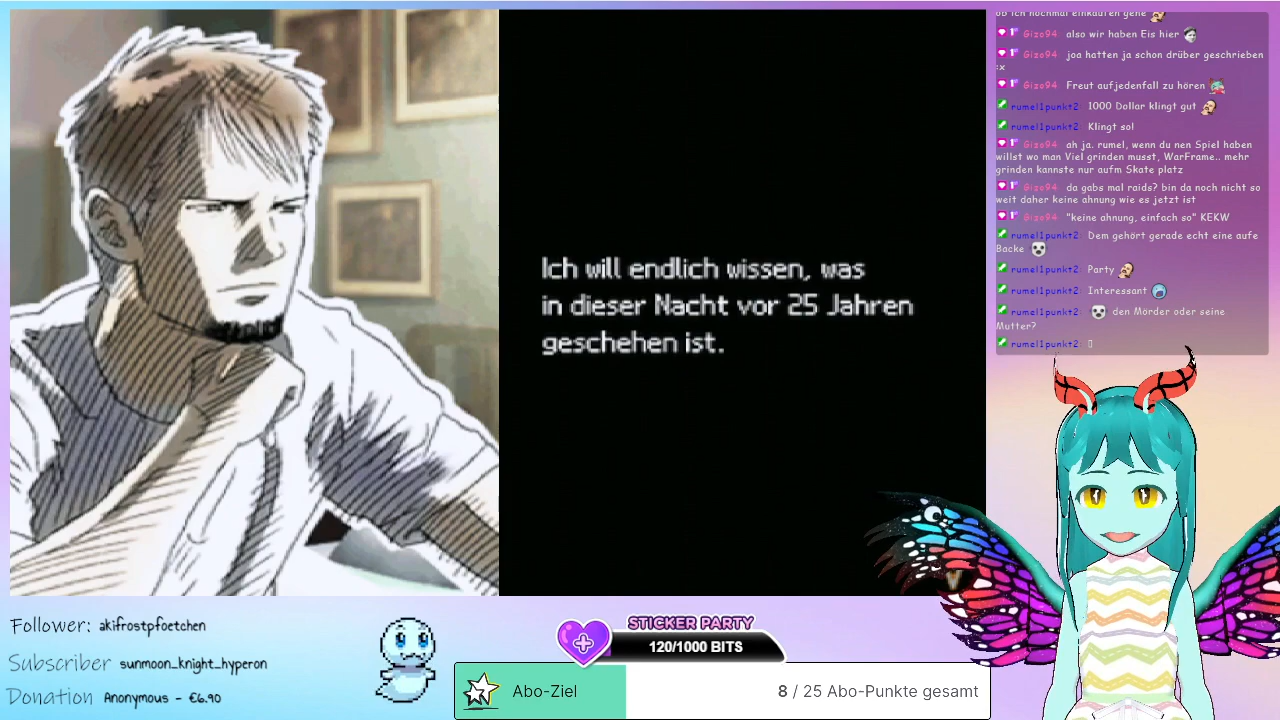 Ich will endlich wissen, was
in dieser Nacht vor 25 Jahren
geschehen ist.
ob ich nochmal einkaufen gehe
Gizo94: also wir haben Eis hier
Gizo94: joa hatten ja schon drüber geschrieben
:x
Gizo94: Freut aufjedenfall zu hören
rumel1punkt2: 1000 Dollar klingt gut
rumel1punkt2: Klingt so!
Gizo94: ah ja. rumel, wenn du nen Spiel haben
willst wo man Viel grinden musst, WarFrame.. mehr
grinden kannste nur aufm Skate platz
Gizo94: da gabs mal raids? bin da noch nicht so
weit daher keine ahnung wie es jetzt ist
Gizo94: "keine ahnung, einfach so" KEKW
rumel1punkt2: Dem gehört gerade echt eine aufe
Backe
rumel1punkt2: Party
rumel1punkt2: Interessant
rumel1punkt2: den Mörder oder seine
Mutter?
rumel1punkt2:
Follower: akifrostpfoetchen
Subscriber sunmoon_knight_hyperon
Donation Anonymous - €6.90
STICKER PARTY
120/1000 BITS
Abo-Ziel 8 / 25 Abo-Punkte gesamt